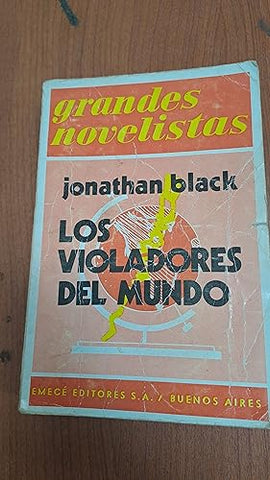 grandes
novelistas
jonathan black
LOS
VIOLADORES
DEL MUNDO
EMECÉ EDITORES S.A. / BUENOS AIRES